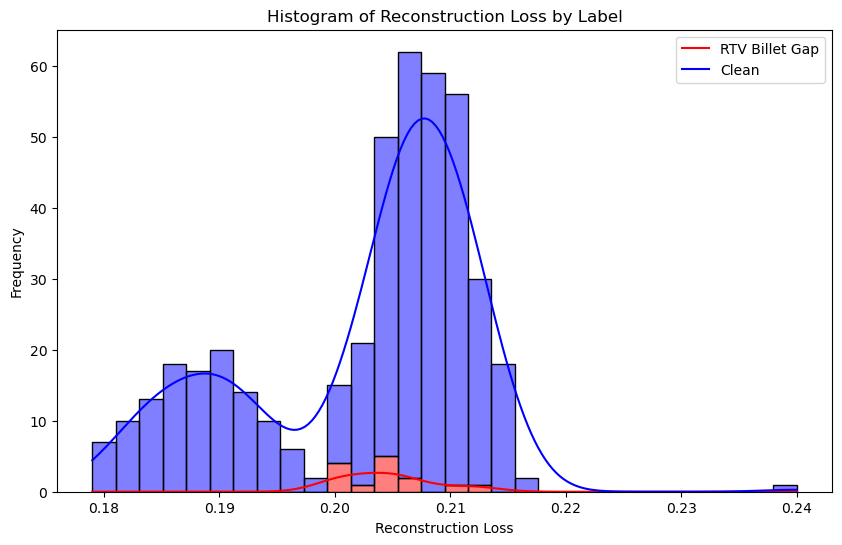 Histogram of Reconstruction Loss by Label
RTV Billet Gap
Clean
Frequency
60
50
40
30
20
10
0
0.18 0.19 0.20 0.21 0.22 0.23 0.24
Reconstruction Loss